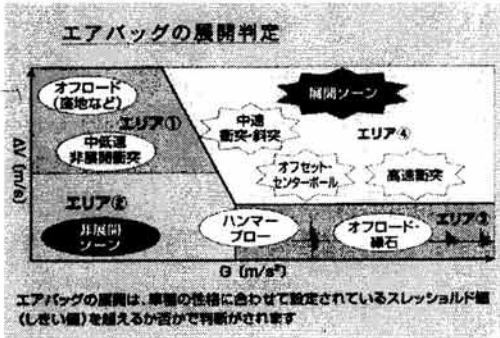 エアバッグの展開判定
オフロード
(座地など)
エリア①
中低速
非展開衝突
展開ゾーン
中速
衝突・斜突
エリア④
オフセット・
センターポール
高速衝突
エリア②
非展開
ゾーン
ハンマー
ブロー
オフロード・
縁石
エリア③
ΔV (m/s)
G (m/s²)
エアバッグの展開は、車種の性格に合わせて設定されているスレッショルド値
(しきい値)を越えるか否かで判断がされます